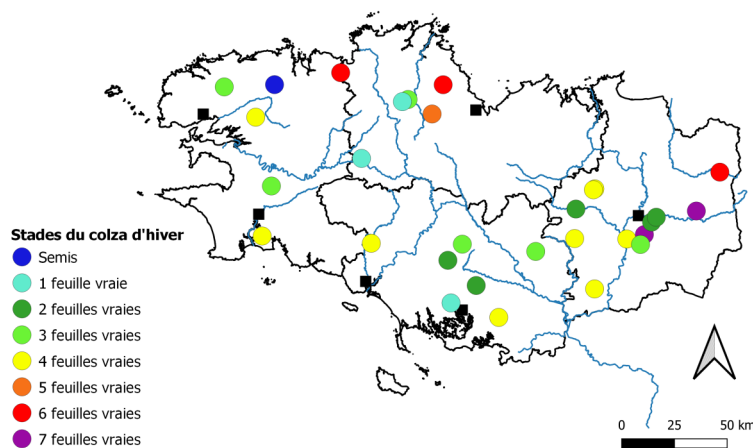 Stades du colza d'hiver
Semis
1 feuille vraie
2 feuilles vraies
3 feuilles vraies
4 feuilles vraies
5 feuilles vraies
6 feuilles vraies
7 feuilles vraies
0 25 50 km